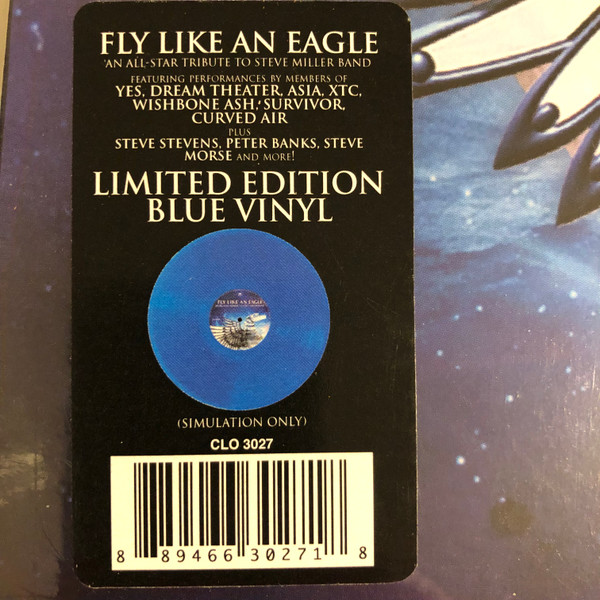 FLY LIKE AN EAGLE
AN ALL-STAR TRIBUTE TO STEVE MILLER BAND
FEATURING PERFORMANCES BY MEMBERS OF
YES, DREAM THEATER, ASIA, XTC,
WISHBONE ASH, SURVIVOR,
CURVED AIR
PLUS
STEVE STEVENS, PETER BANKS, STEVE
MORSE AND MORE!
LIMITED EDITION
BLUE VINYL
FLY LIKE AN EAGLE
(SIMULATION ONLY)
CLO 3027
8 89466 30271 8